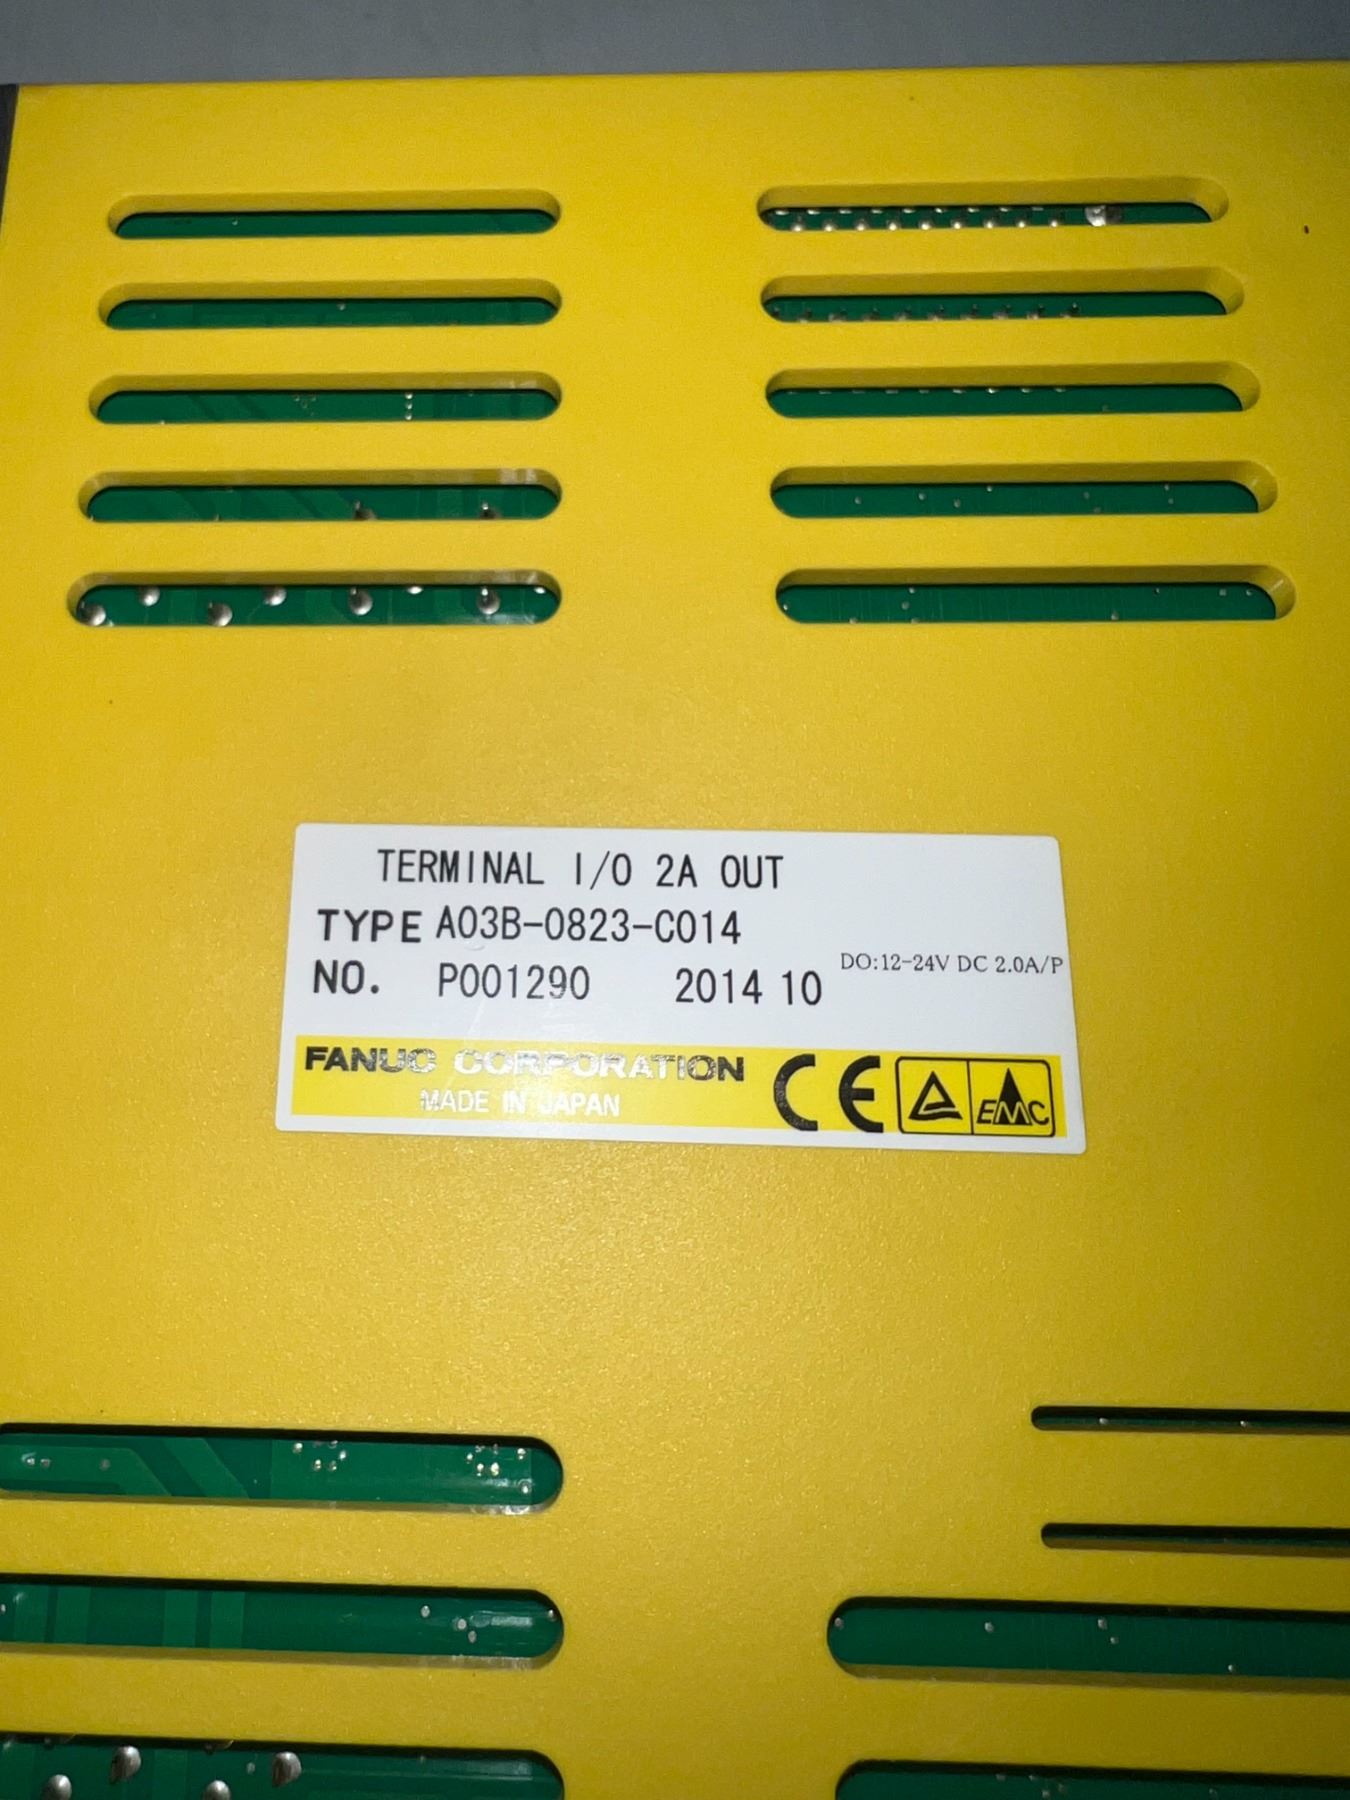 TERMINAL I/O 2A OUT
TYPE A03B-0823-C014
DO:12-24V DC 2.0A/P
NO. P001290 2014 10
FANUC CORPORATION
MADE IN JAPAN
CE
EMC